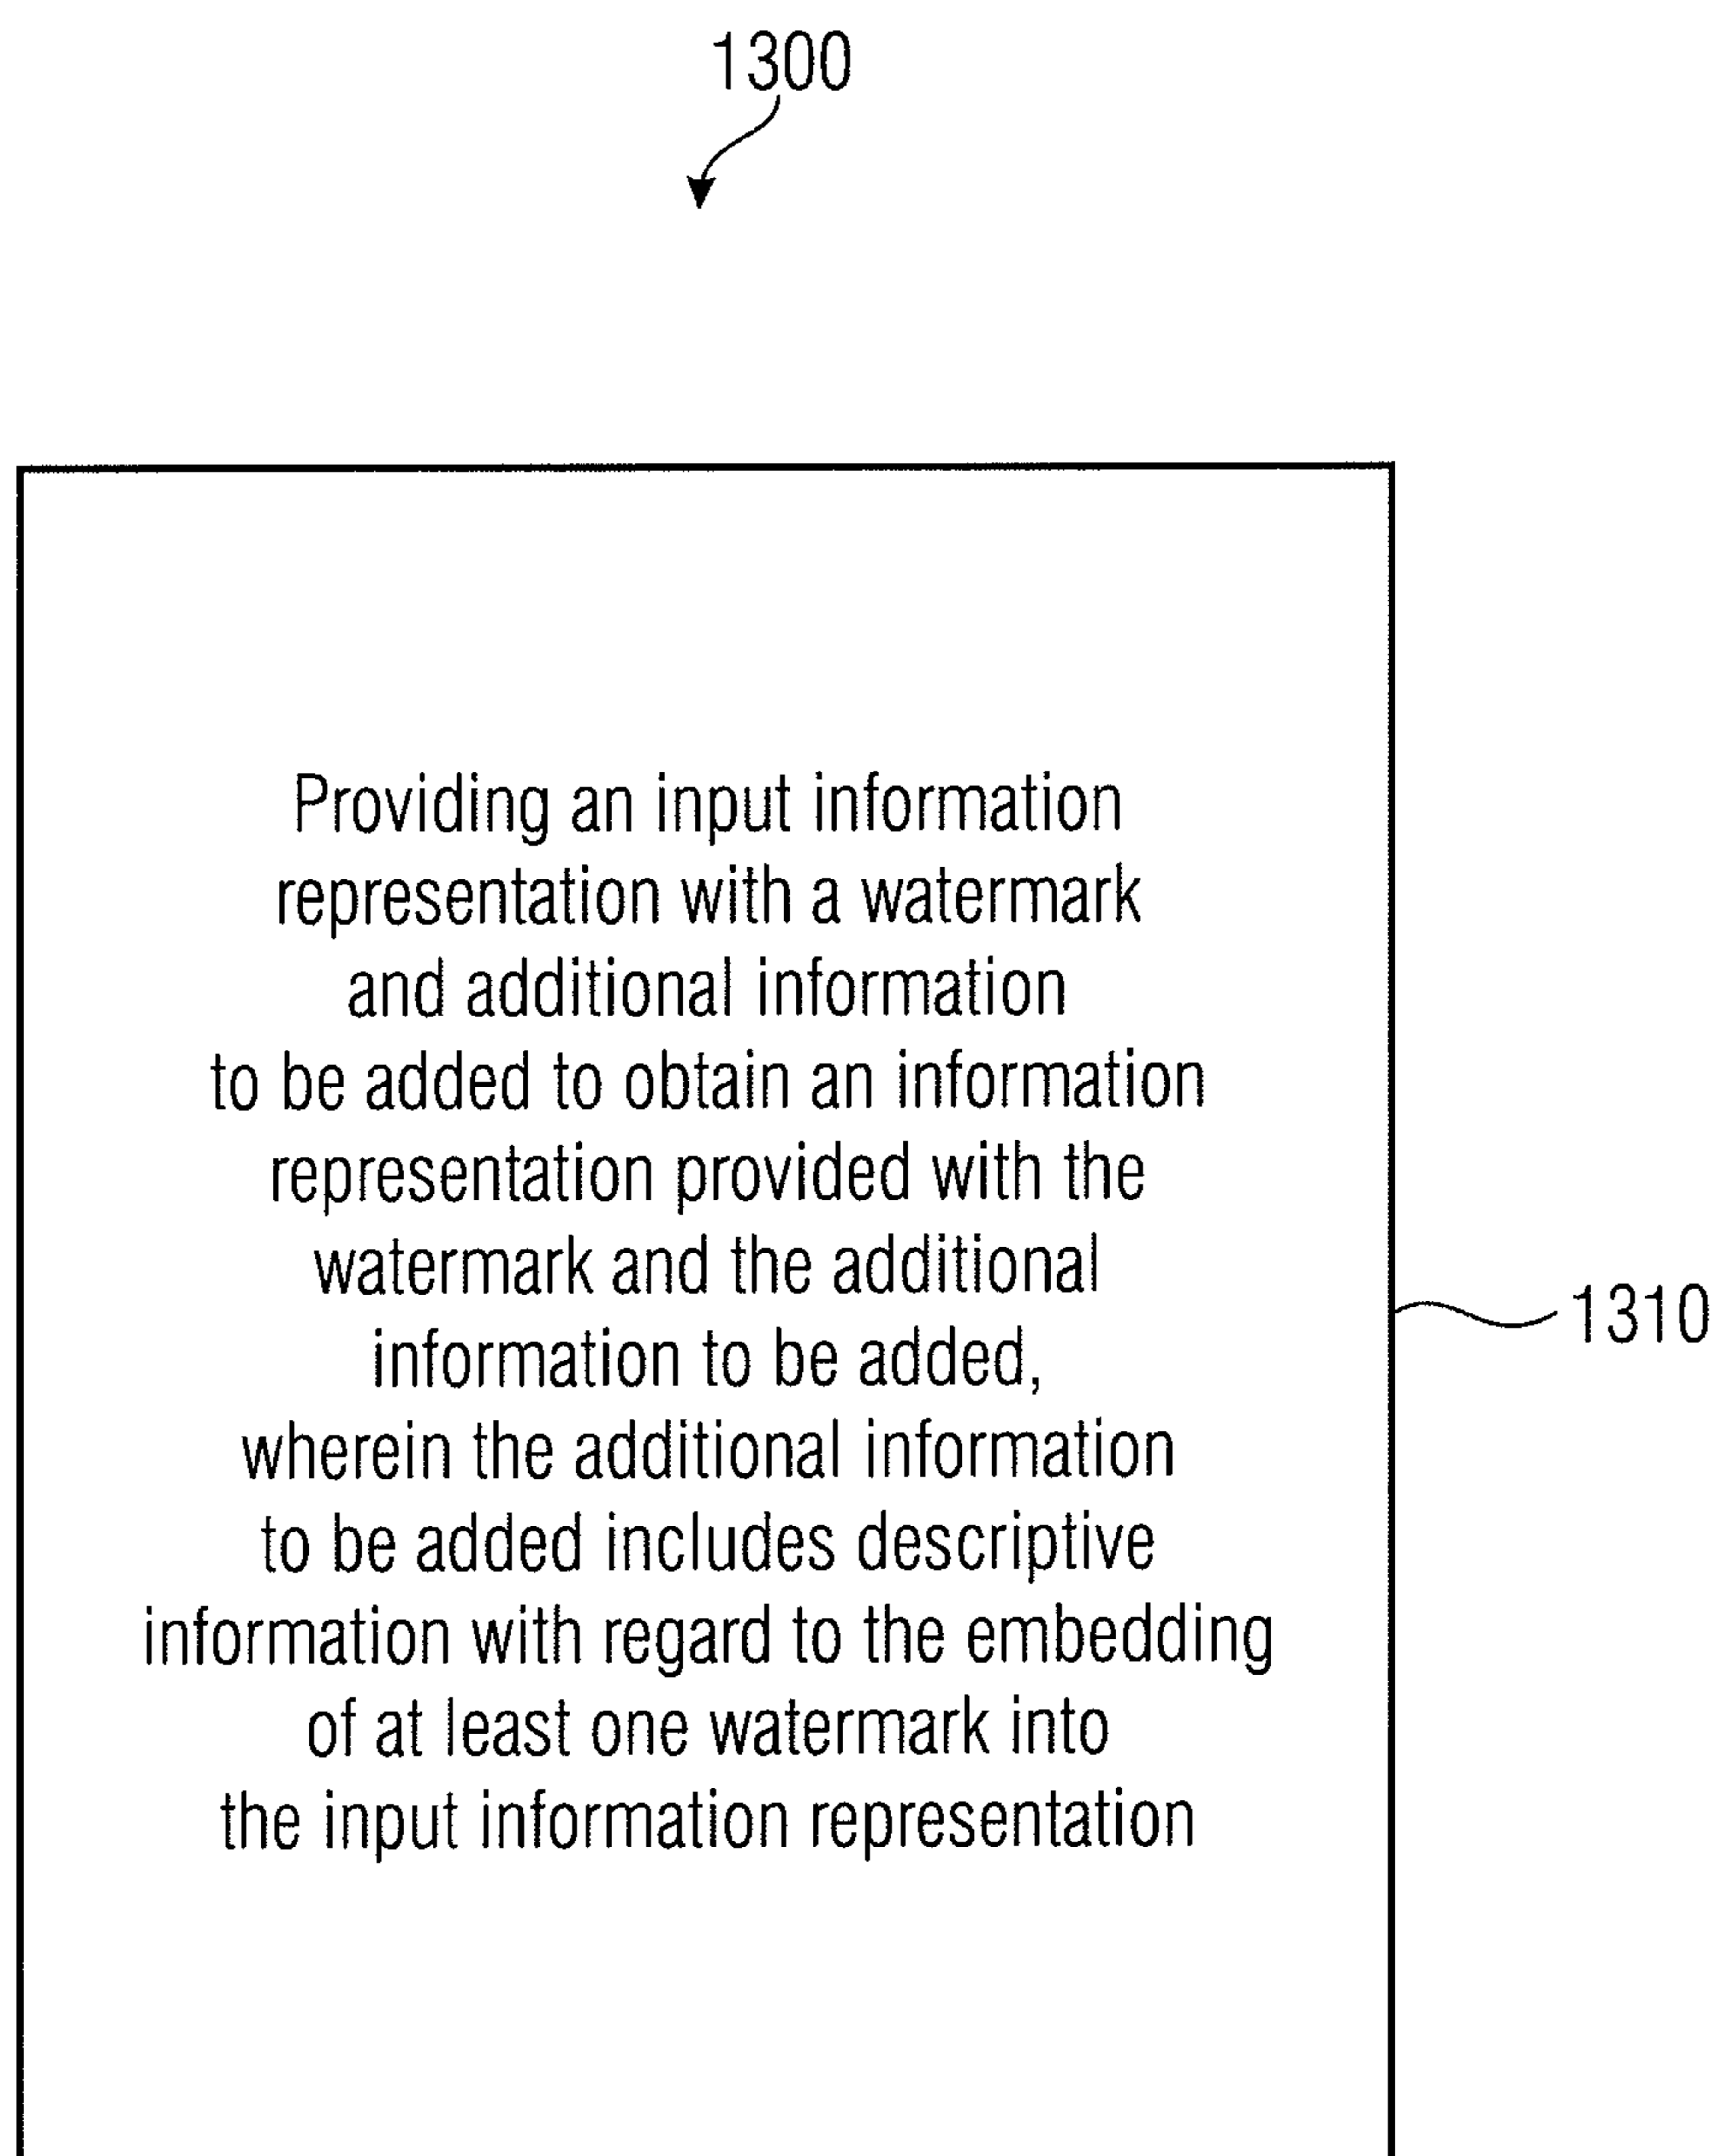 1300
Providing an input information
representation with a watermark
and additional information
to be added to obtain an information
representation provided with the
watermark and the additional
information to be added,
wherein the additional information
to be added includes descriptive
information with regard to the embedding
of at least one watermark into
the input information representation
1310